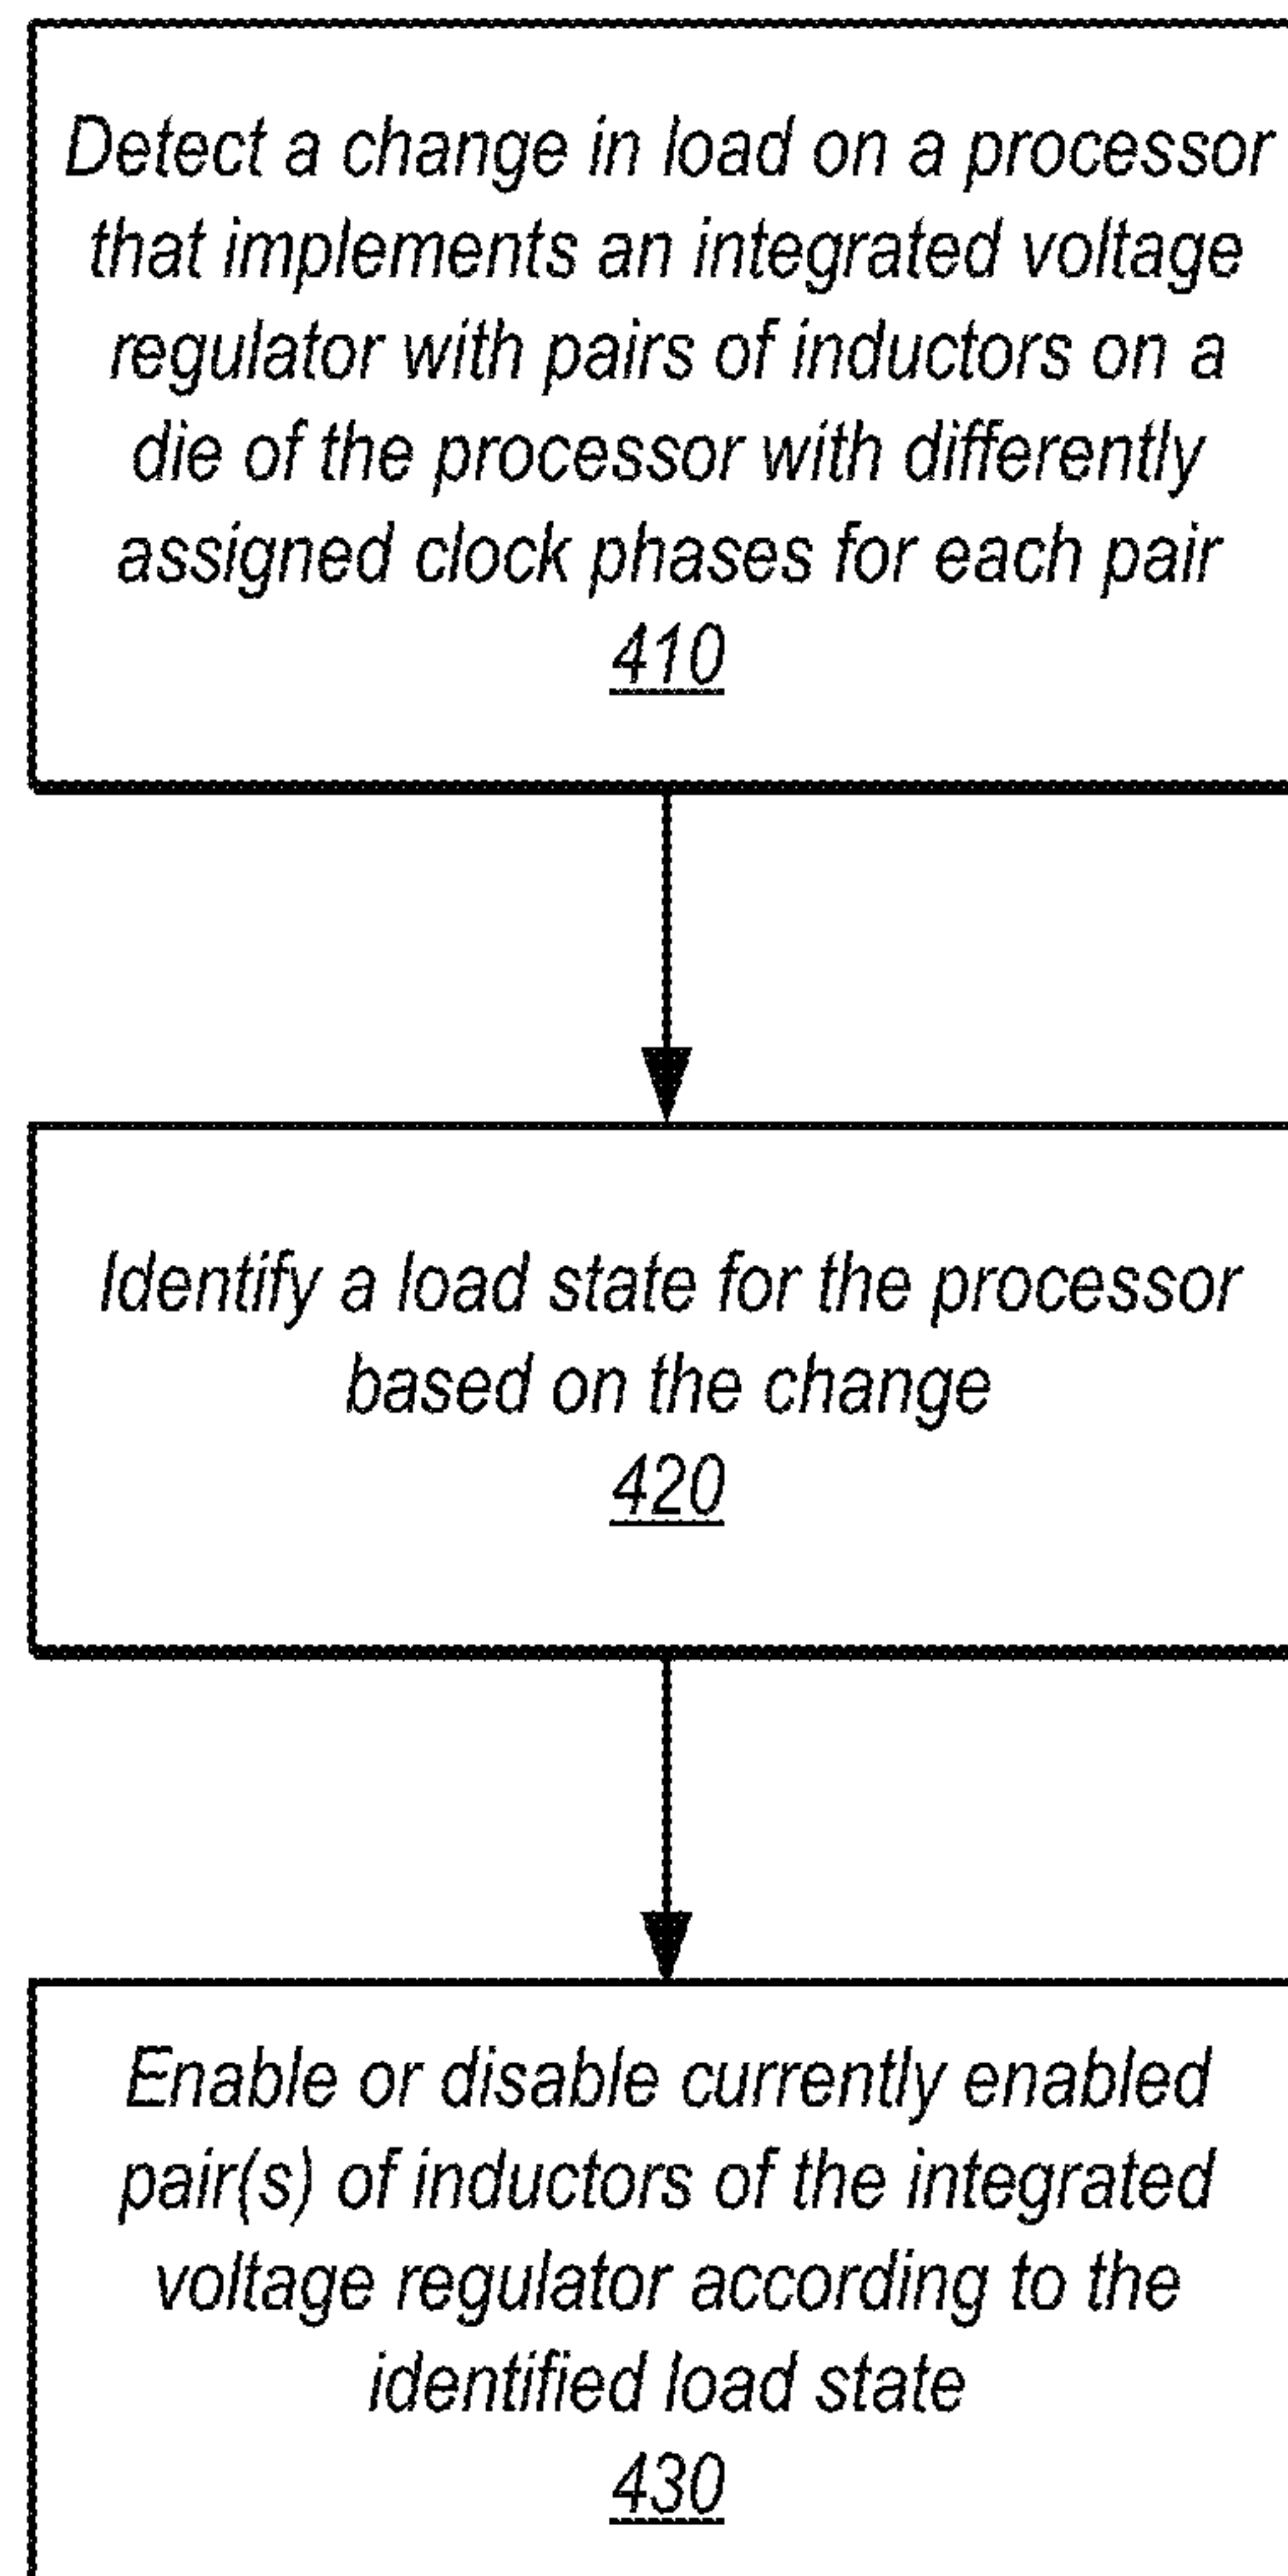 Detect a change in load on a processor
that implements an integrated voltage
regulator with pairs of inductors on a
die of the processor with differently
assigned clock phases for each pair
410
Identify a load state for the processor
based on the change
420
Enable or disable currently enabled
pair(s) of inductors of the integrated
voltage regulator according to the
identified load state
430